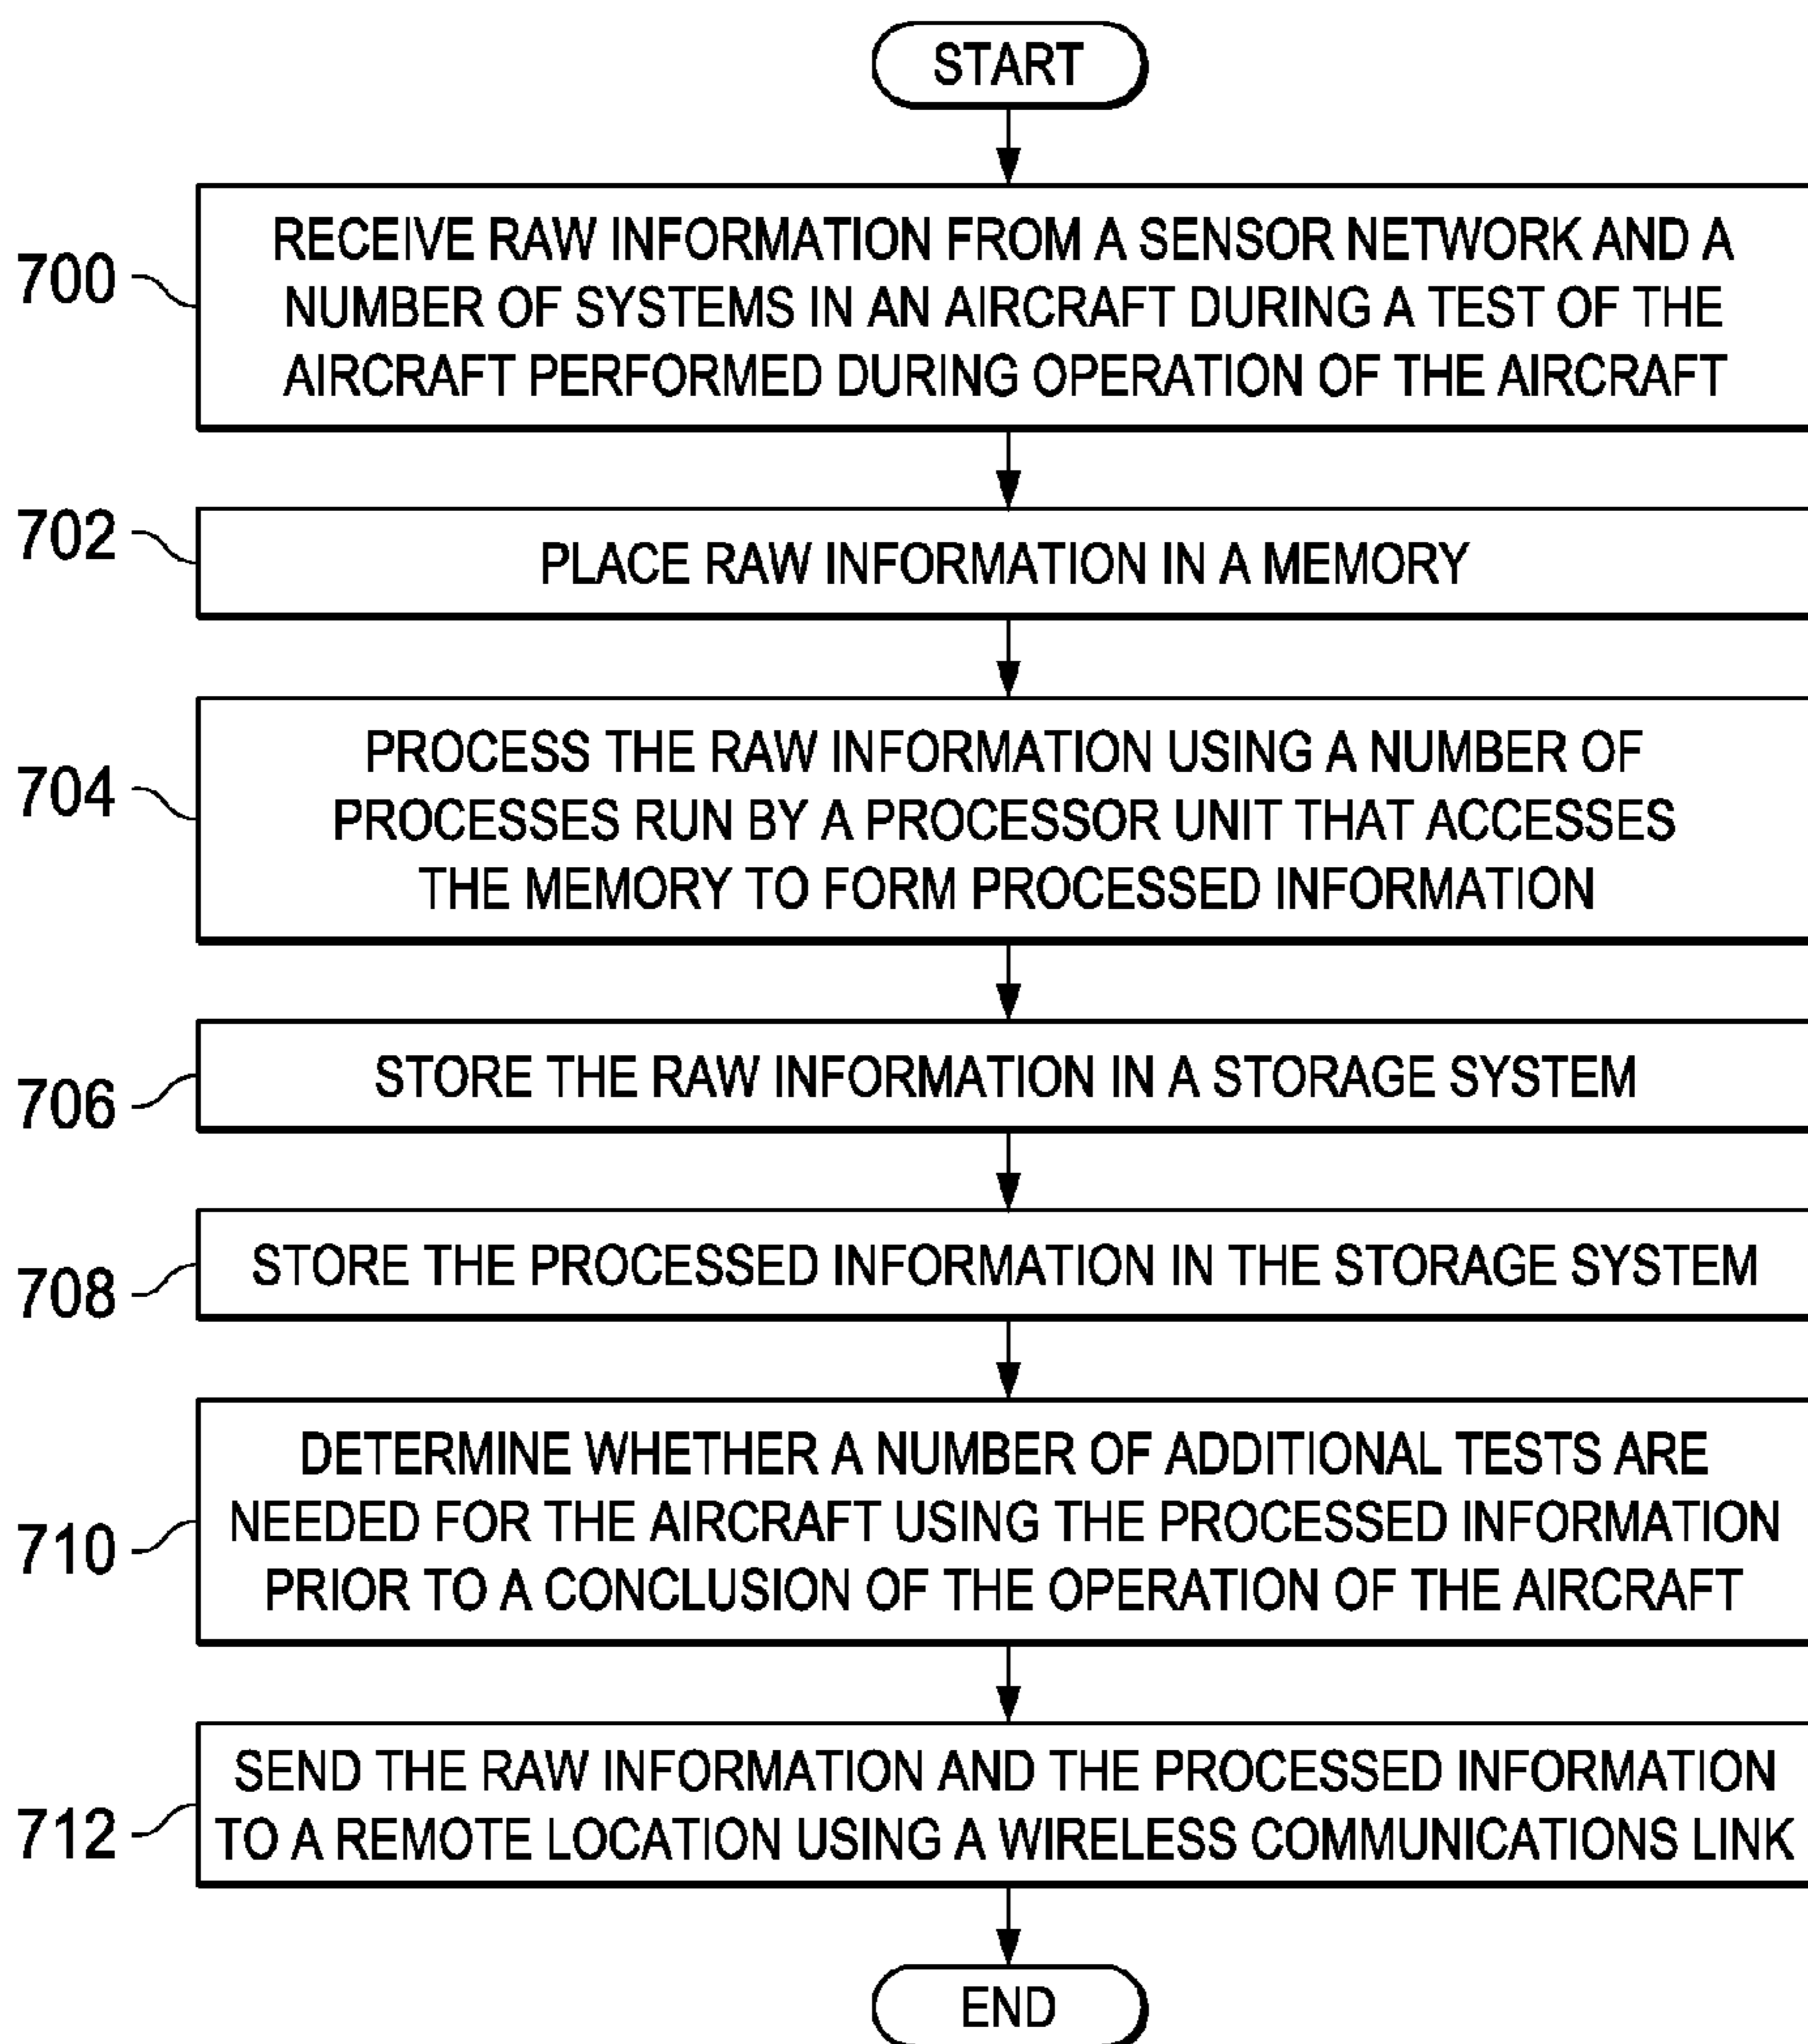 START
700
RECEIVE RAW INFORMATION FROM A SENSOR NETWORK AND A
NUMBER OF SYSTEMS IN AN AIRCRAFT DURING A TEST OF THE
AIRCRAFT PERFORMED DURING OPERATION OF THE AIRCRAFT
702
PLACE RAW INFORMATION IN A MEMORY
704
PROCESS THE RAW INFORMATION USING A NUMBER OF
PROCESSES RUN BY A PROCESSOR UNIT THAT ACCESSES
THE MEMORY TO FORM PROCESSED INFORMATION
706
STORE THE RAW INFORMATION IN A STORAGE SYSTEM
708
STORE THE PROCESSED INFORMATION IN THE STORAGE SYSTEM
710
DETERMINE WHETHER A NUMBER OF ADDITIONAL TESTS ARE
NEEDED FOR THE AIRCRAFT USING THE PROCESSED INFORMATION
PRIOR TO A CONCLUSION OF THE OPERATION OF THE AIRCRAFT
712
SEND THE RAW INFORMATION AND THE PROCESSED INFORMATION
TO A REMOTE LOCATION USING A WIRELESS COMMUNICATIONS LINK
END